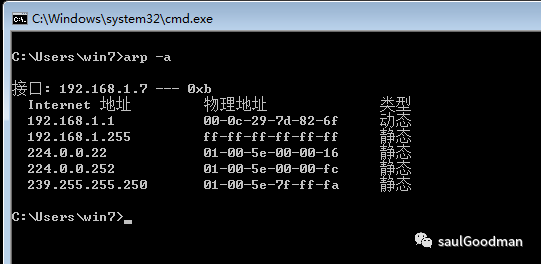 C:\Windows\system32\cmd.exe
C:\Users\win7>arp -a
接口: 192.168.1.7 --- 0xb
Internet 地址 物理地址 类型
192.168.1.1 00-0c-29-7d-82-6f 动态
192.168.1.255 ff-ff-ff-ff-ff-ff 静态
224.0.0.22 01-00-5e-00-00-16 静态
224.0.0.252 01-00-5e-00-00-fc 静态
239.255.255.250 01-00-5e-7f-ff-fa 静态
C:\Users\win7>
saulGoodman